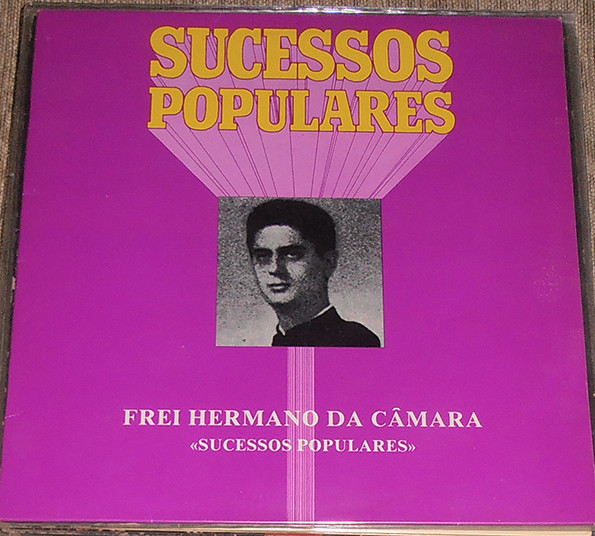 SUCESSOS
POPULARES
FREI HERMANO DA CÂMARA
«SUCESSOS POPULARES»